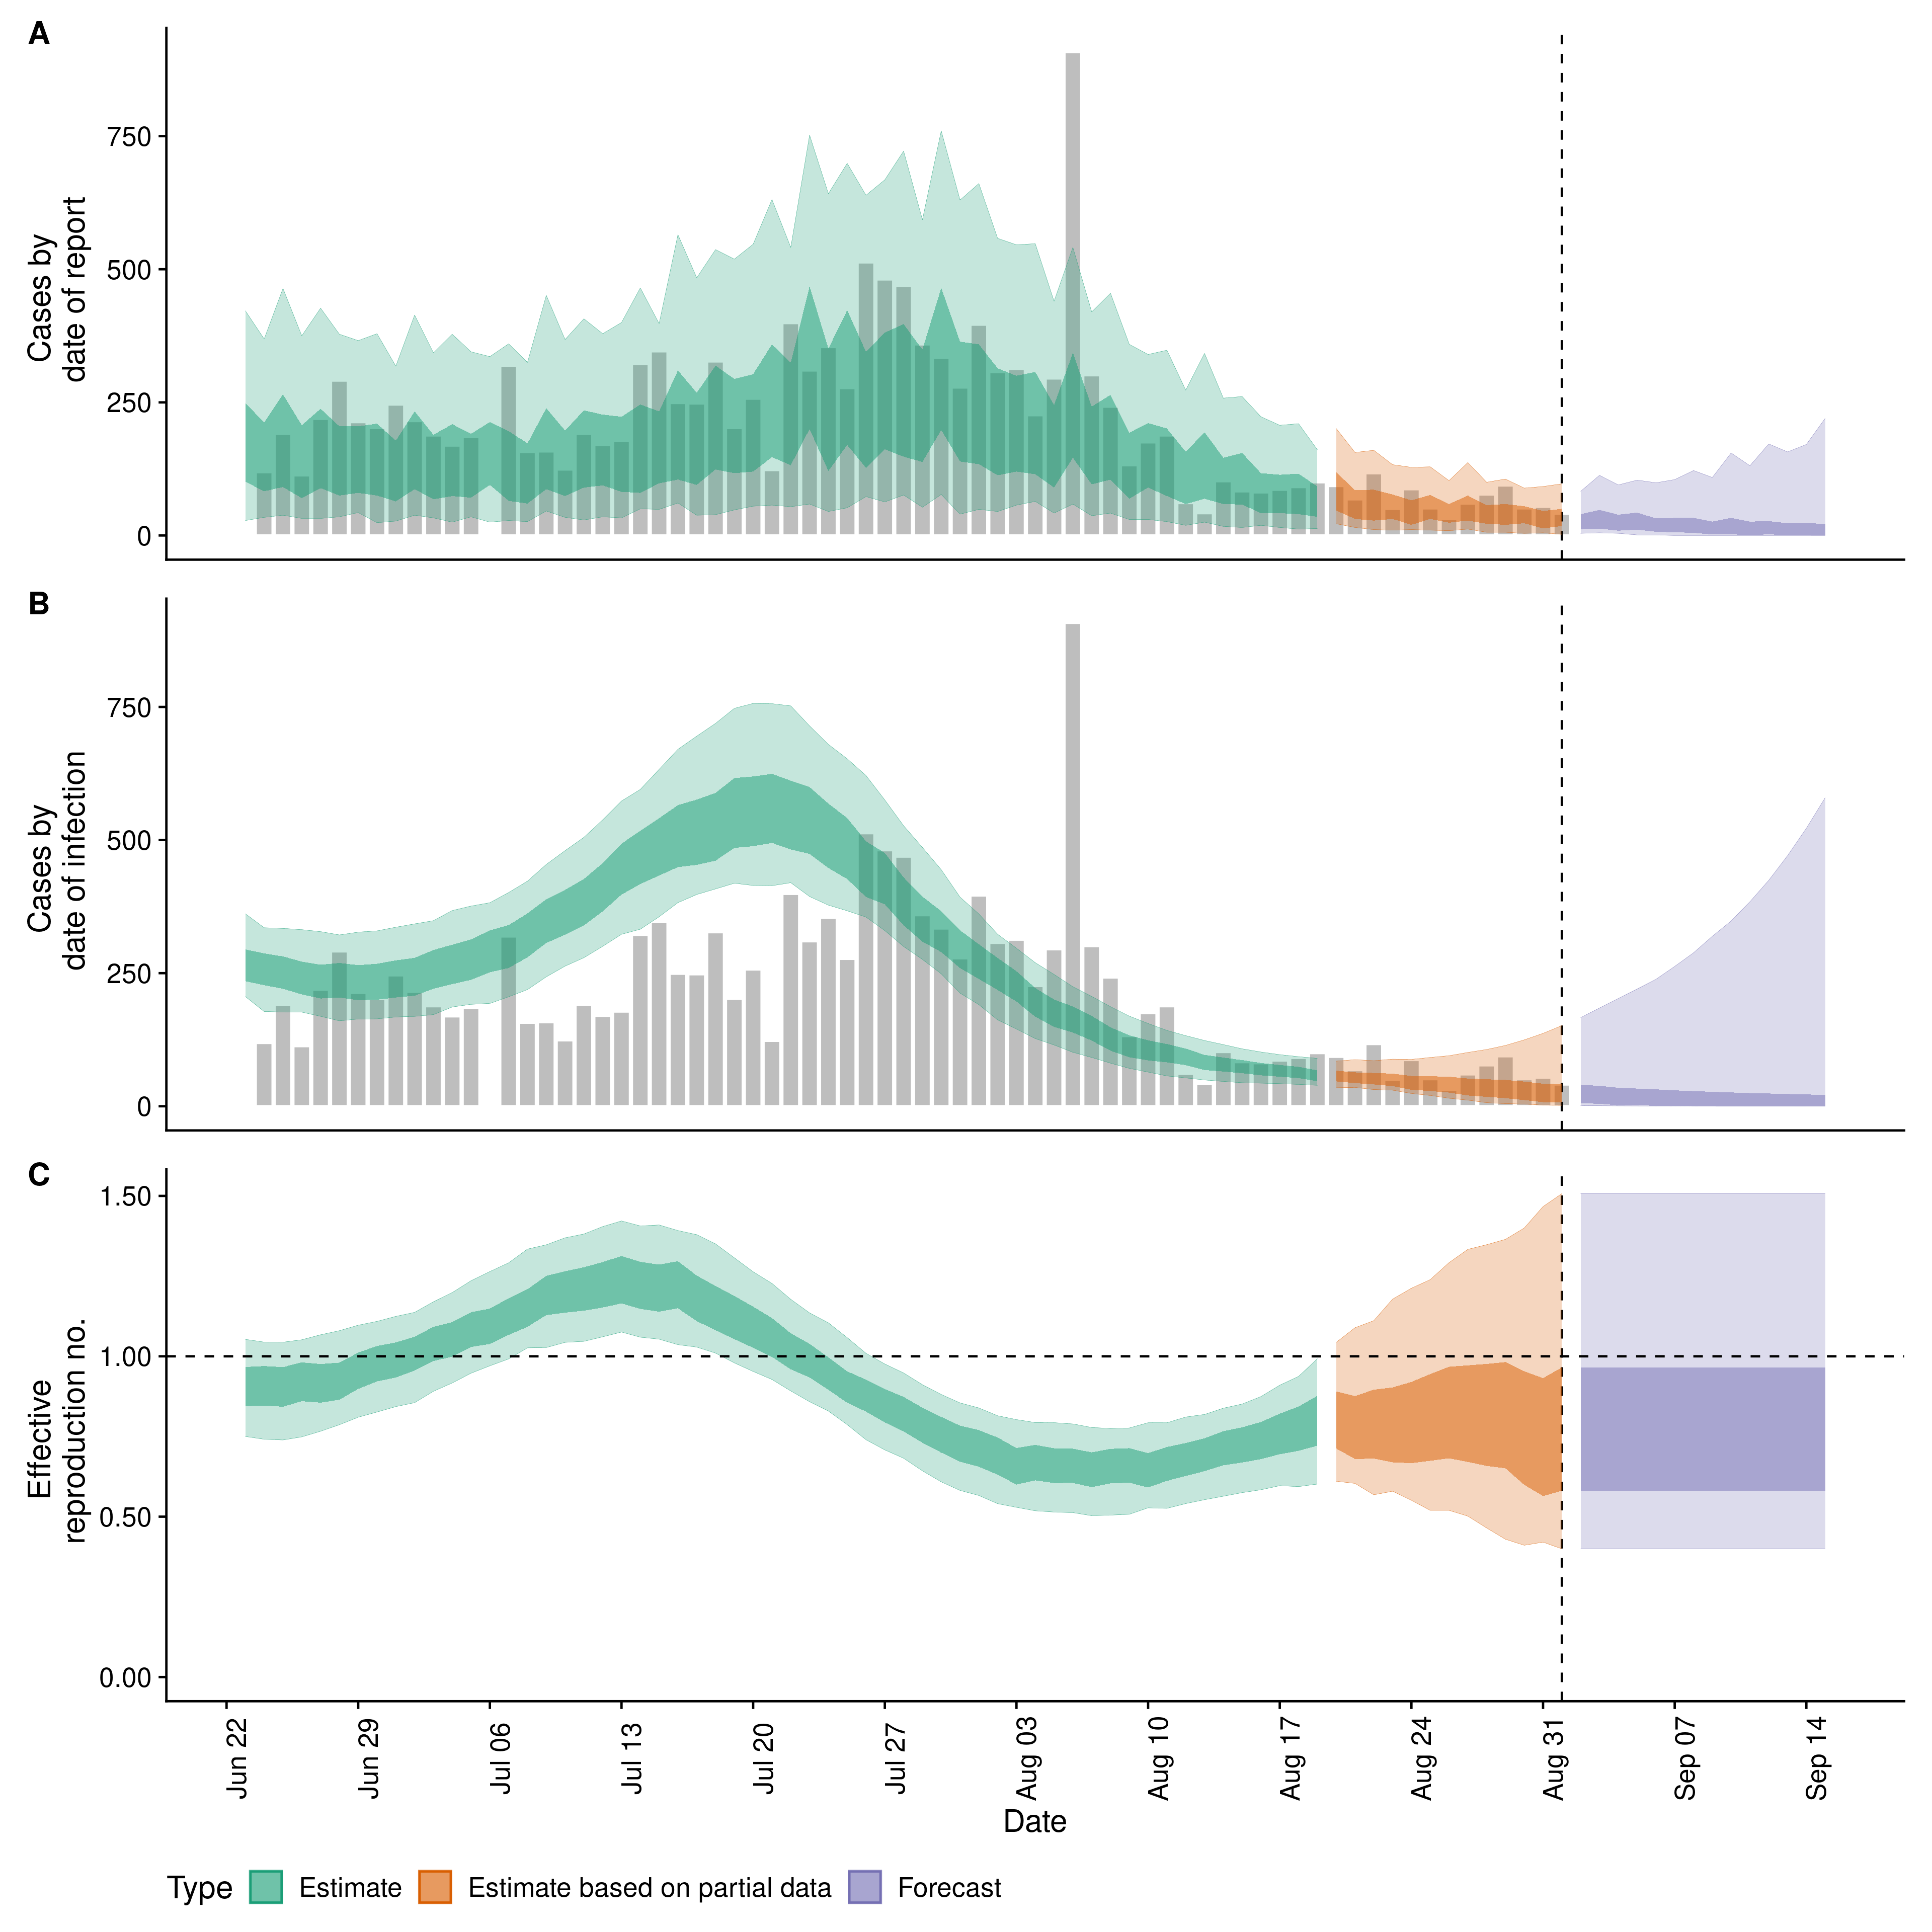 A
Cases by
date of report
750
500
250
0
B
Cases by
date of infection
750
500
250
0
C
Effective
reproduction no.
1.50
1.00
0.50
0.00
Jun 22
Jun 29
Jul 06
Jul 13
Jul 20
Jul 27
Aug 03
Aug 10
Aug 17
Aug 24
Aug 31
Sep 07
Sep 14
Date
Type Estimate Estimate based on partial data Forecast